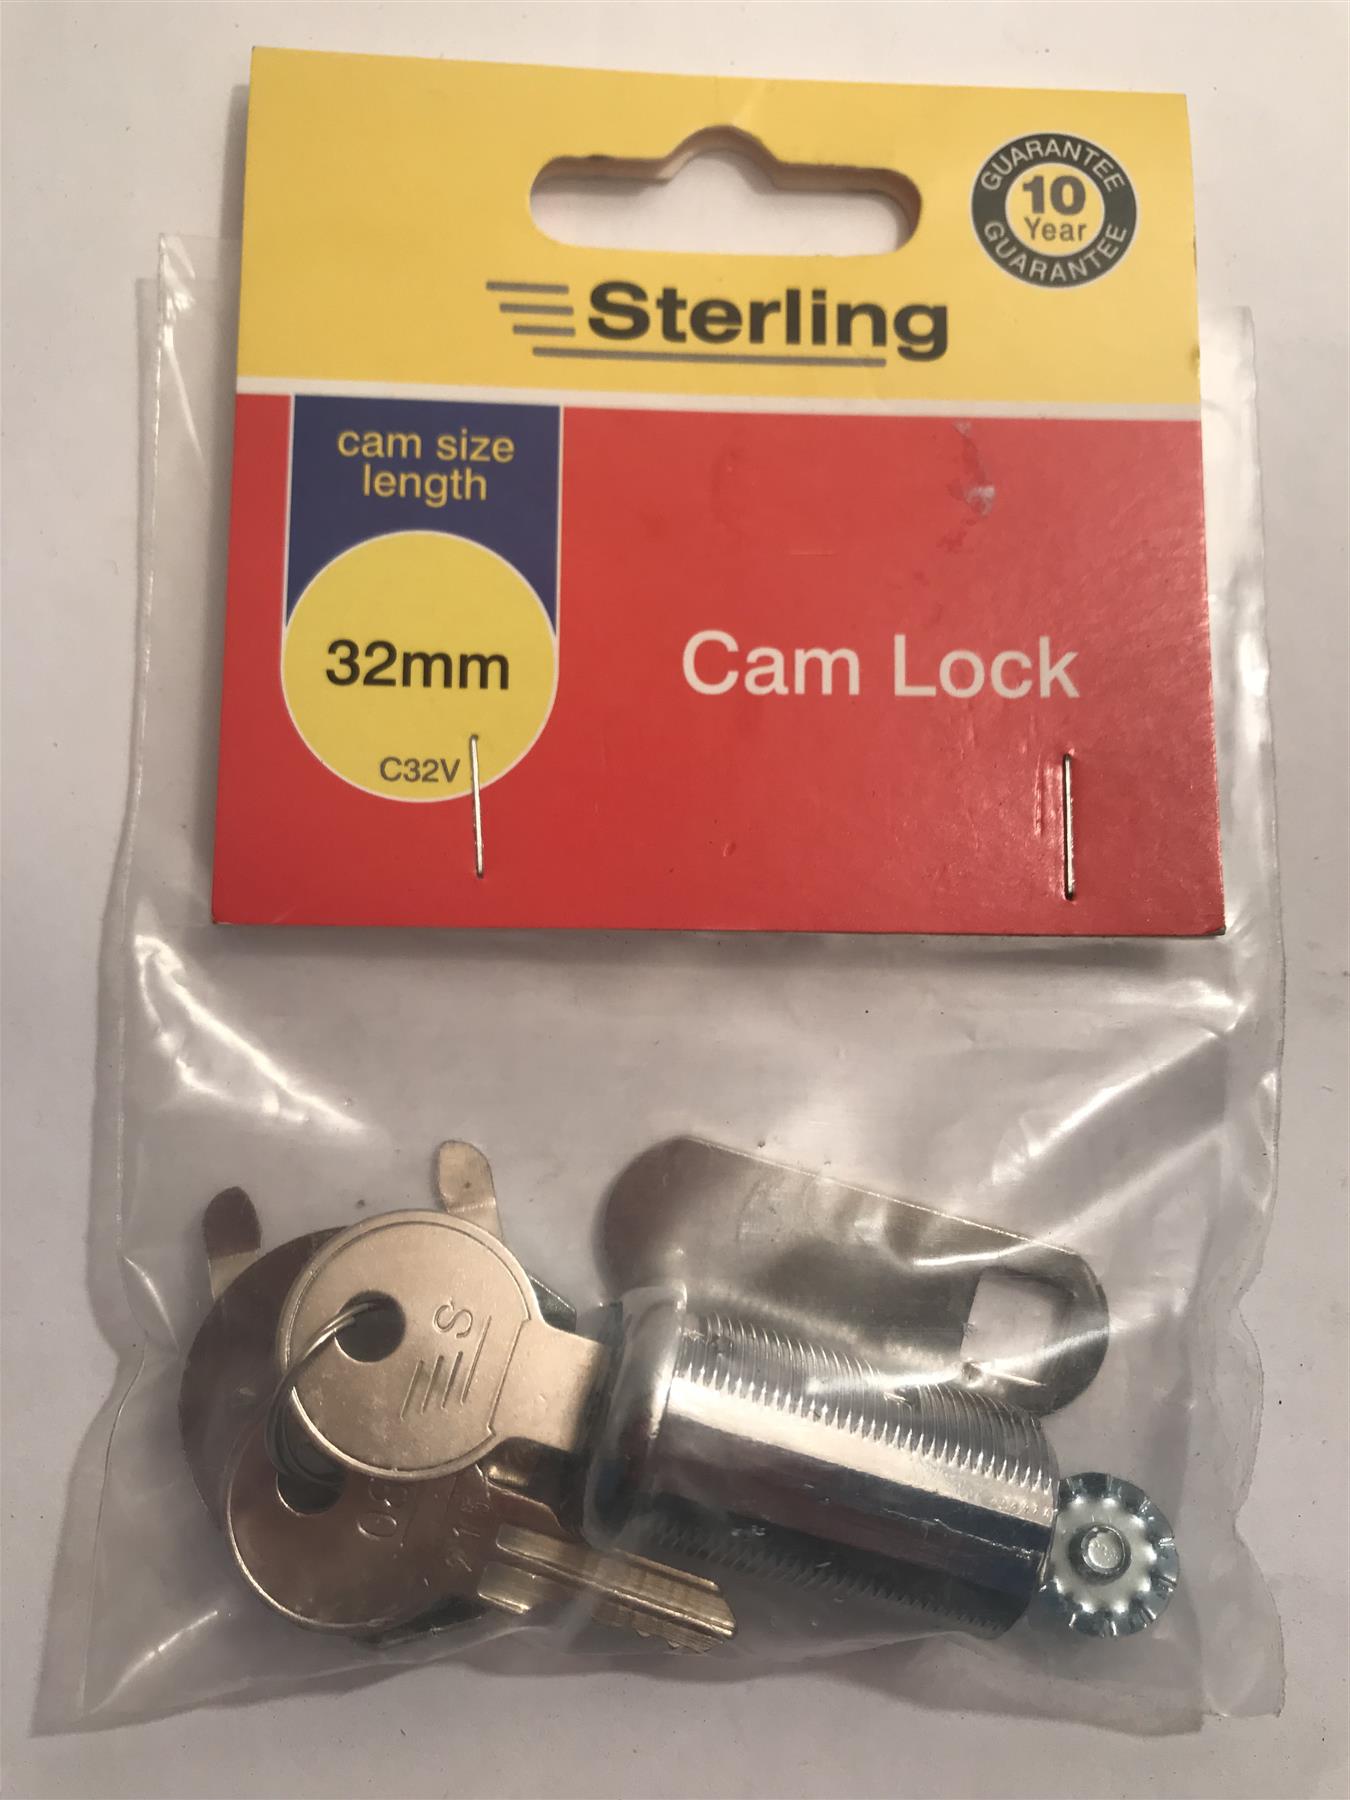 GUARANTEE
10
Year
GUARANTEE
Sterling
cam size
length
32mm
C32V
Cam Lock
S